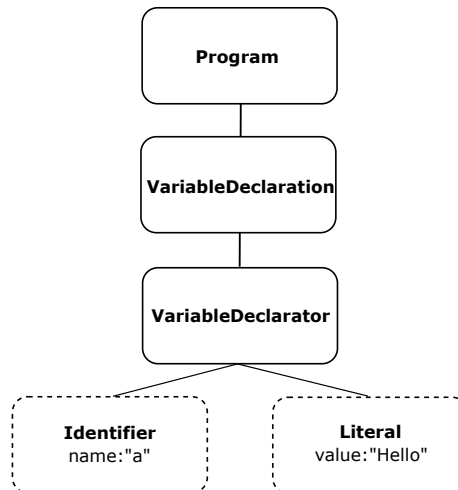 Program
VariableDeclaration
VariableDeclarator
Identifier
name:"a"
Literal
value:"Hello"